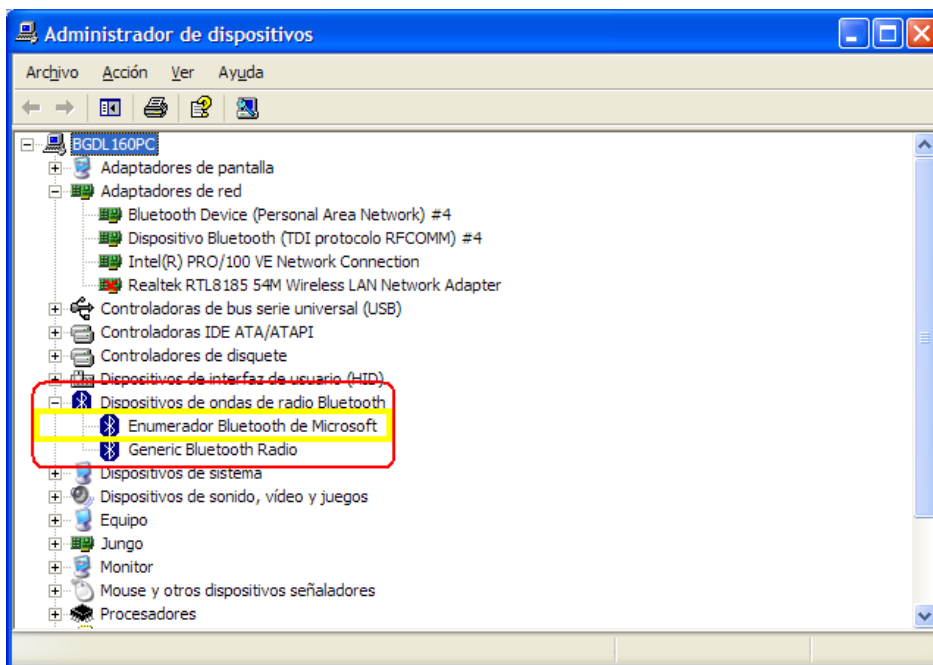 Administrador de dispositivos
Archivo Acción Ver Ayuda
BGDL160PC
Adaptadores de pantalla
Adaptadores de red
Bluetooth Device (Personal Area Network) #4
Dispositivo Bluetooth (TDI protocolo RFCOMM) #4
Intel(R) PRO/100 VE Network Connection
Realtek RTL8185 54M Wireless LAN Network Adapter
Controladoras de bus serie universal (USB)
Controladoras IDE ATA/ATAPI
Controladores de disquete
Dispositivos de interfaz de usuario (HID)
Dispositivos de ondas de radio Bluetooth
Enumerador Bluetooth de Microsoft
Generic Bluetooth Radio
Dispositivos de sistema
Dispositivos de sonido, vídeo y juegos
Equipo
Jungo
Monitor
Mouse y otros dispositivos señaladores
Procesadores